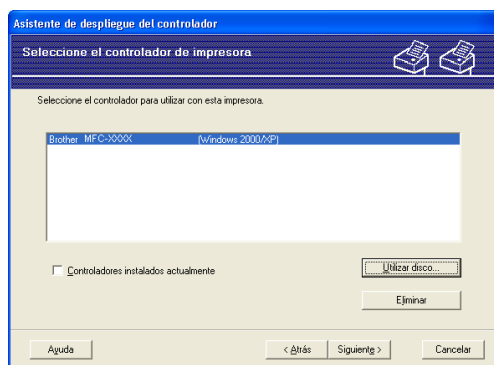 Asistente de despliegue del controlador
Seleccione el controlador de impresora
Seleccione el controlador para utilizar con esta impresora.
Brother MFC-XXXX (Windows 2000/XP)
Controladores instalados actualmente
Utilizar disco...
Eliminar
Ayuda
< Atrás
Siguiente >
Cancelar